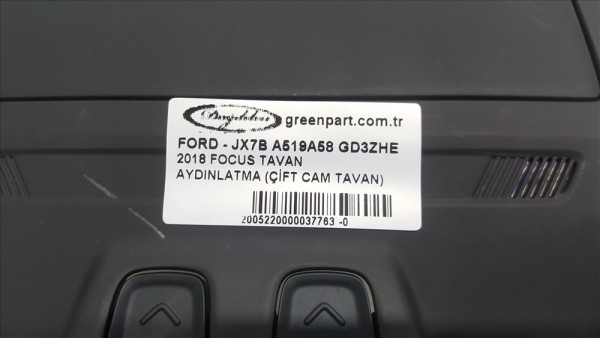 greenpart.com.tr
FORD - JX7B A519A58 GD3ZHE
2018 FOCUS TAVAN
AYDINLATMA (ÇİFT CAM TAVAN)
2005220000037763 -0